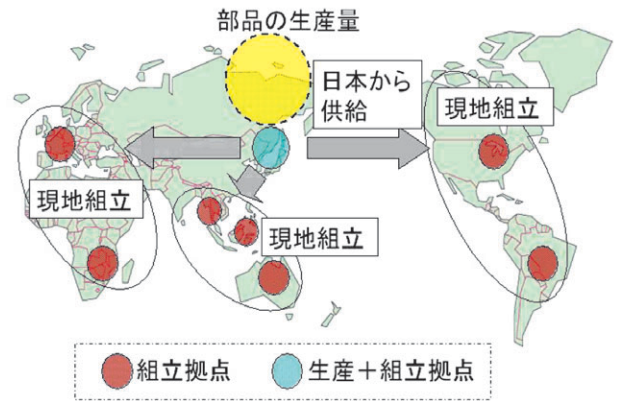 部品の生産量
日本から
供給
現地組立
現地組立
現地組立
組立拠点
生産＋組立拠点